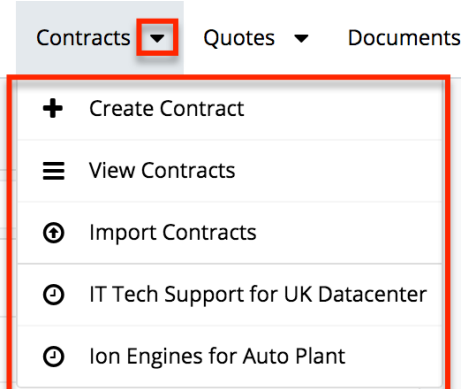 Contracts Quotes Documents
Create Contract
View Contracts
Import Contracts
IT Tech Support for UK Datacenter
Ion Engines for Auto Plant